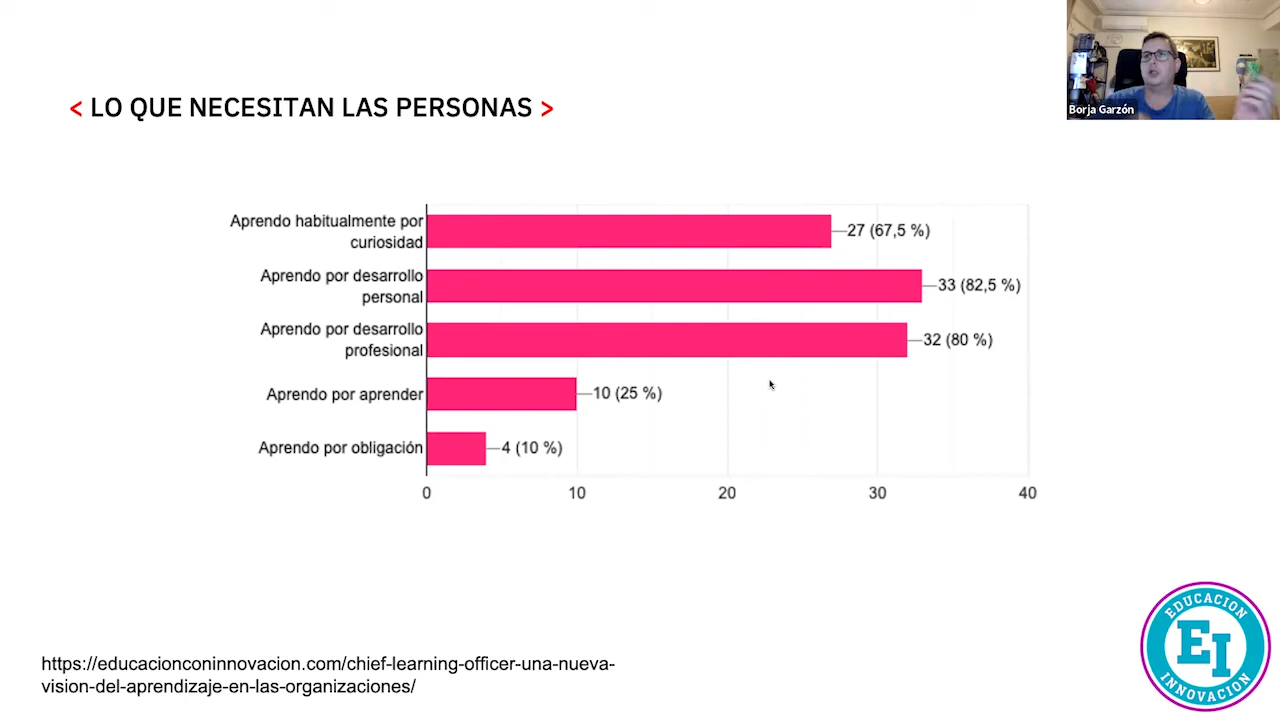 Borja Garzón
< LO QUE NECESITAN LAS PERSONAS >
Aprendo habitualmente por
curiosidad
27 (67,5 %)
Aprendo por desarrollo
personal
33 (82,5 %)
Aprendo por desarrollo
profesional
32 (80 %)
Aprendo por aprender
10 (25 %)
Aprendo por obligación
4 (10 %)
0 10 20 30 40
https://educacioninnovacion.com/chief-learning-officer-una-nueva-
vision-del-aprendizaje-en-las-organizaciones/
EDUCACION
EI
INNOVACION